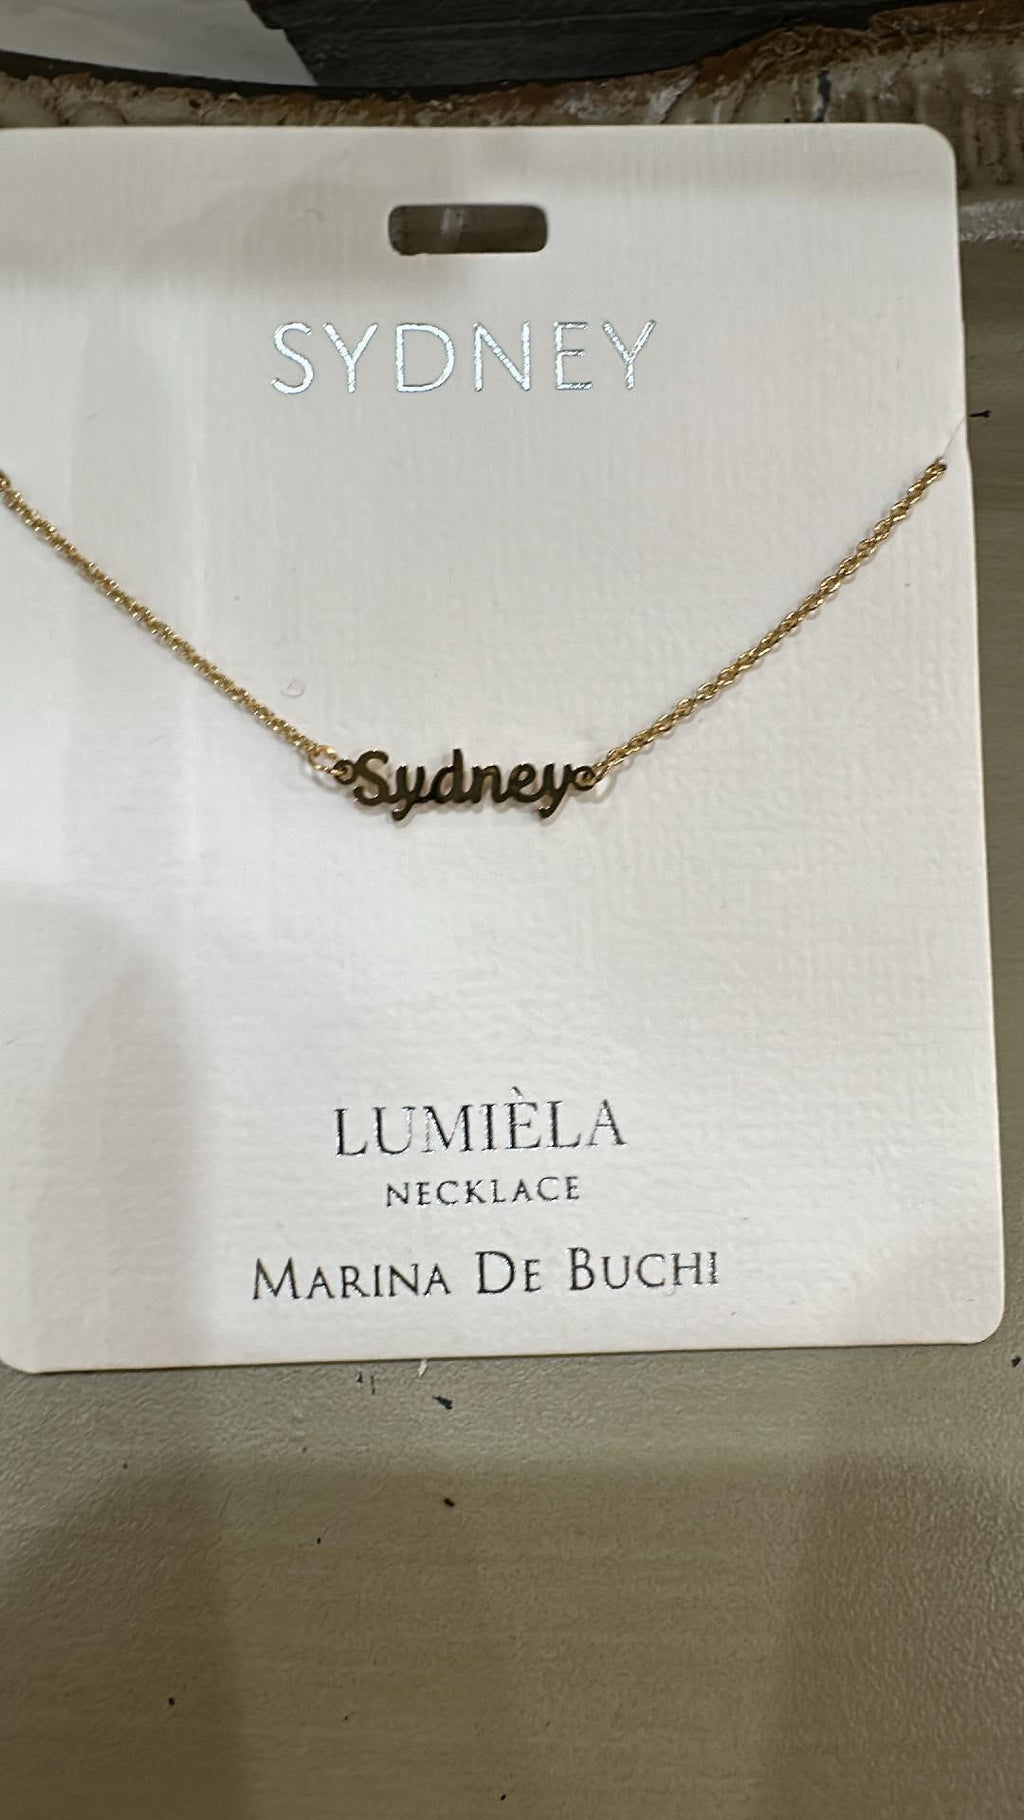 SYDNEY
Sydney
LUMIÈLA
NECKLACE
MARINA DE BUCHI